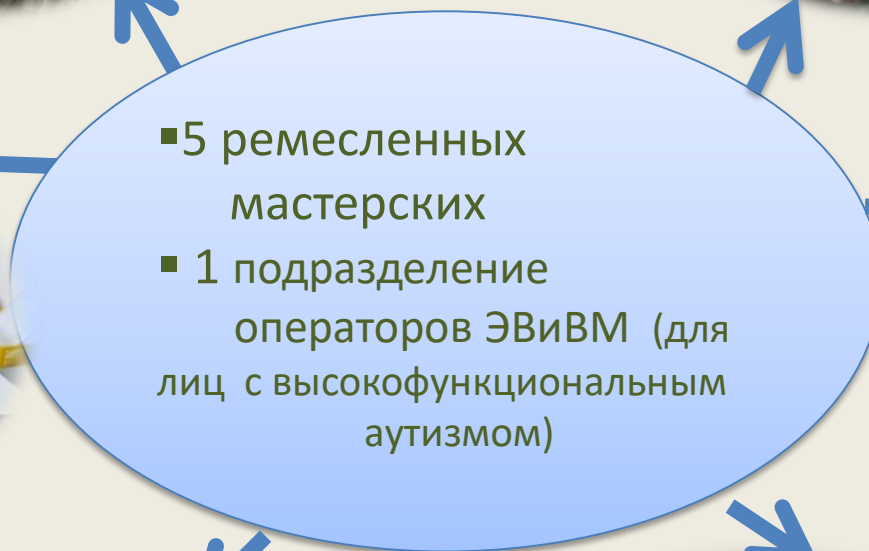 ▪5 ремесленных
мастерских
▪ 1 подразделение
операторов ЭВиВМ (для
лиц с высокофункциональным
аутизмом)